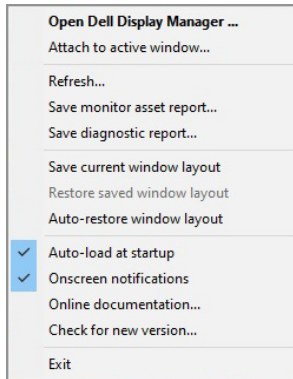 Open Dell Display Manager ...
Attach to active window...
Refresh...
Save monitor asset report...
Save diagnostic report...
Save current window layout
Restore saved window layout
Auto-restore window layout
Auto-load at startup
Onscreen notifications
Online documentation...
Check for new version...
Exit